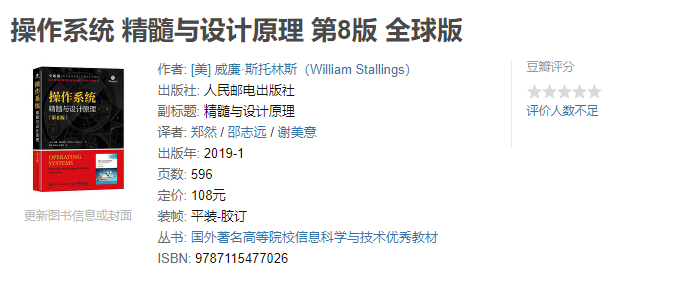 操作系统 精髓与设计原理 第8版 全球版
操作系统
精髓与设计原理
（第8版）
OPERATING
SYSTEMS
更新图书信息或封面
作者: [美] 威廉·斯托林斯（William Stallings）
出版社: 人民邮电出版社
副标题: 精髓与设计原理
译者: 郑然 / 邵志远 / 谢美意
出版年: 2019-1
页数: 596
定价: 108元
装帧: 平装-胶订
丛书: 国外著名高等院校信息科学与技术优秀教材
ISBN: 9787115477026
豆瓣评分
评价人数不足